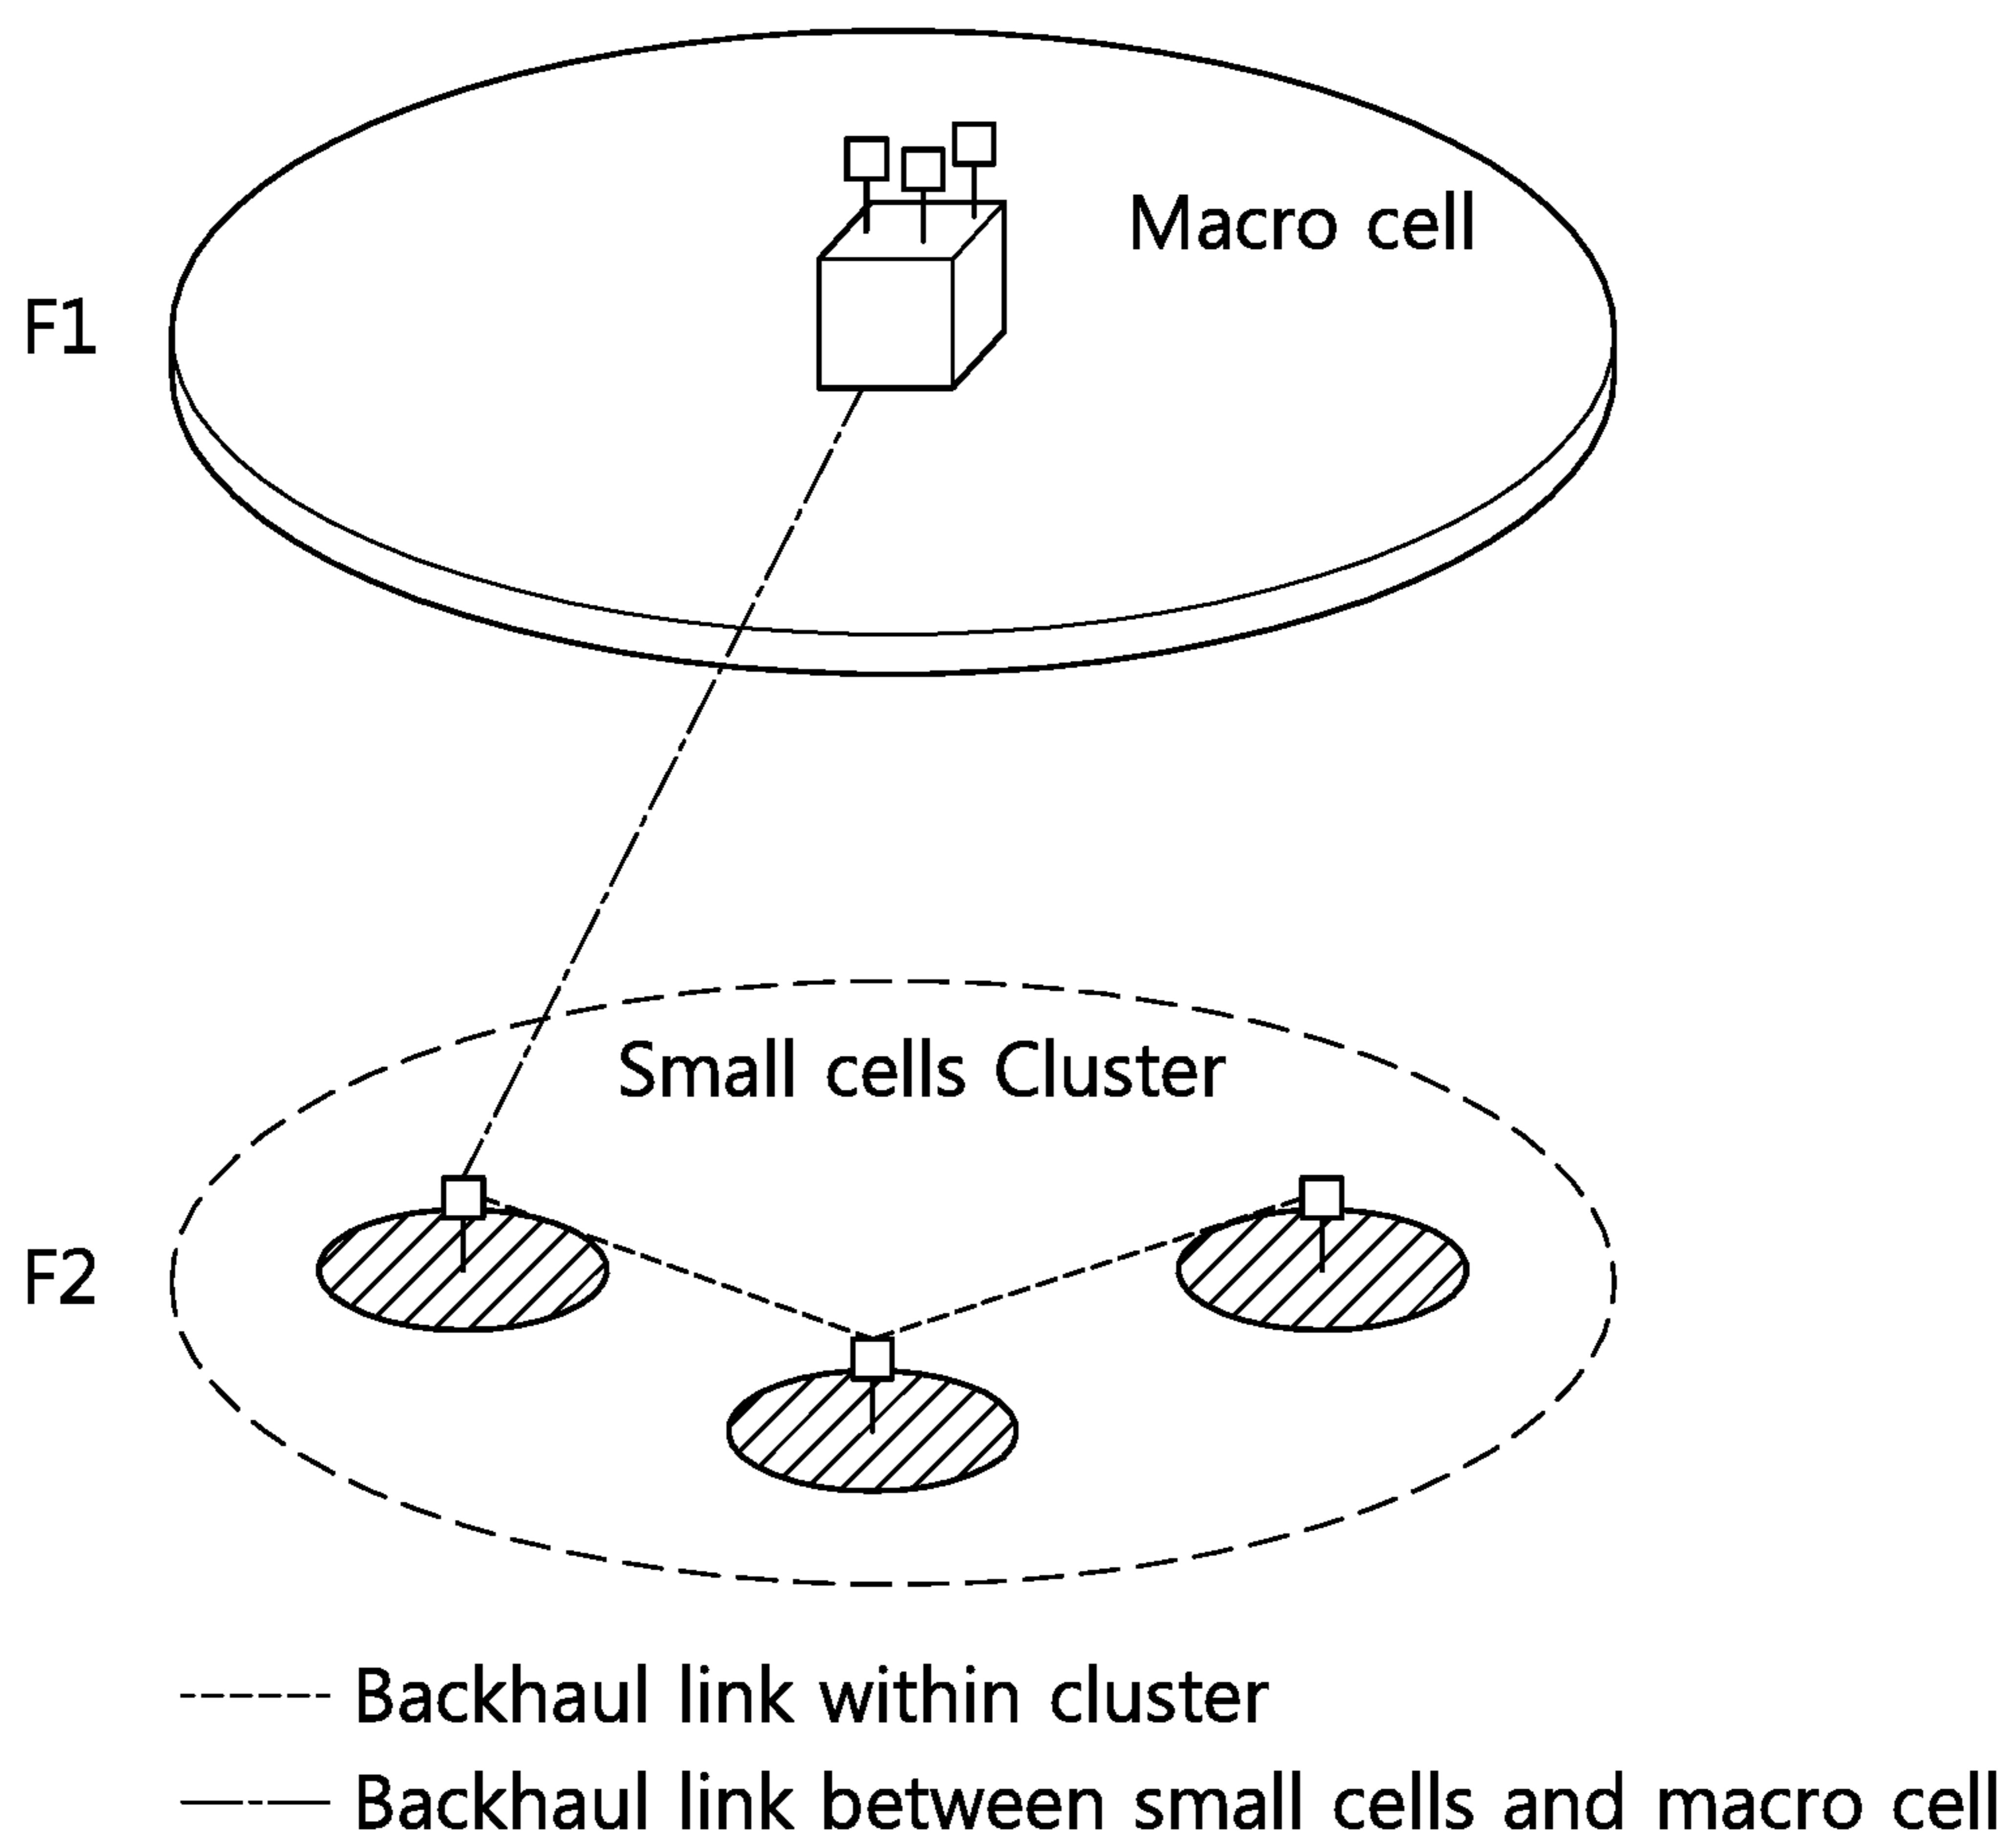 Macro cell
F1
Small cells Cluster
F2
Backhaul link within cluster
Backhaul link between small cells and macro cell